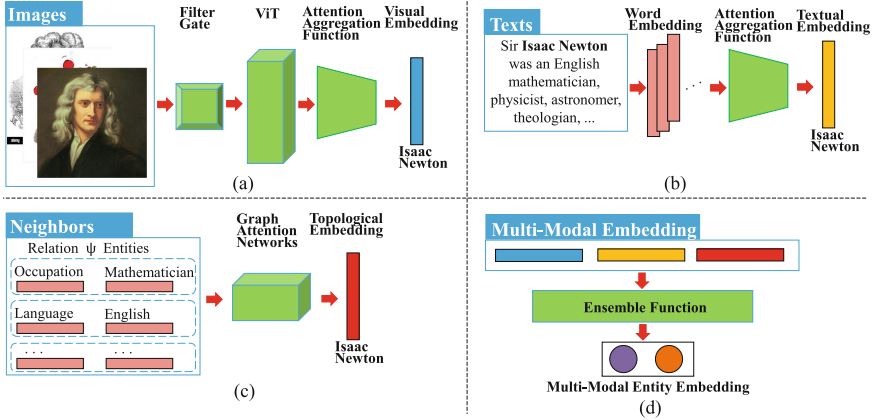 Images
Filter
Gate
ViT
Attention
Aggregation
Function
Visual
Embedding
Isaac
Newton
(a)
Texts
Sir Isaac Newton
was an English
mathematician,
physicist, astronomer,
theologian, ...
Word
Embedding
. . .
Attention
Aggregation
Function
Textual
Embedding
Isaac
Newton
(b)
Neighbors
Relation ψ Entities
Occupation Mathematician
Language English
. . . . . .
Graph
Attention
Networks
Topological
Embedding
Isaac
Newton
(c)
Multi-Modal Embedding
Ensemble Function
Multi-Modal Entity Embedding
(d)